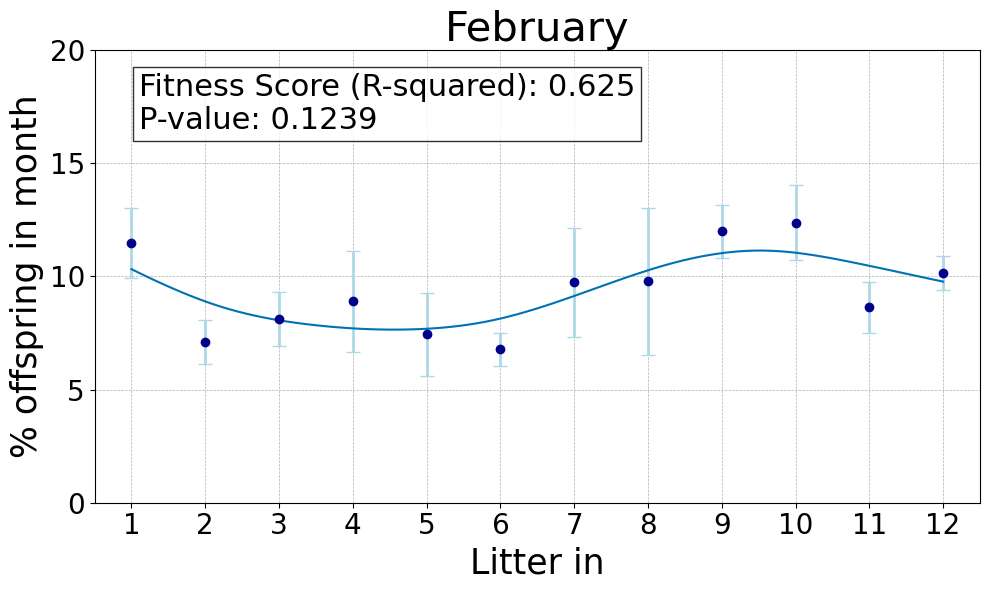 February
Fitness Score (R-squared): 0.625
P-value: 0.1239
% offspring in month
20
15
10
5
0
1 2 3 4 5 6 7 8 9 10 11 12
Litter in